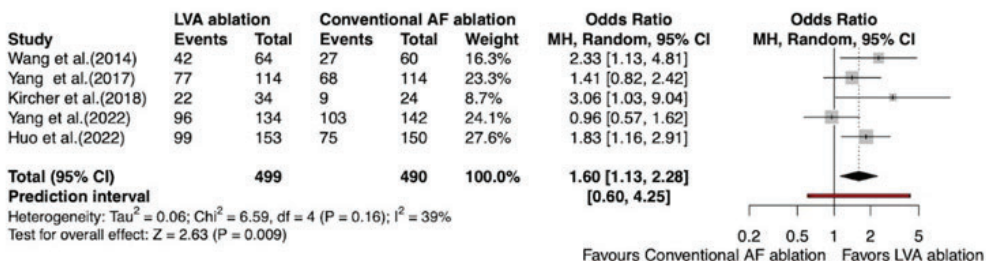 LVA ablation Conventional AF ablation Odds Ratio Odds Ratio
Study Events Total Events Total Weight MH, Random, 95% CI MH, Random, 95% CI
Wang et al.(2014) 42 64 27 60 16.3% 2.33 [1.13, 4.81]
Yang et al.(2017) 77 114 68 114 23.3% 1.41 [0.82, 2.42]
Kircher et al.(2018) 22 34 9 24 8.7% 3.06 [1.03, 9.04]
Yang et al.(2022) 96 134 103 142 24.1% 0.96 [0.57, 1.62]
Huo et al.(2022) 99 153 75 150 27.6% 1.83 [1.16, 2.91]
Total (95% CI) 499 490 100.0% 1.60 [1.13, 2.28]
Prediction interval [0.60, 4.25]
Heterogeneity: Tau² = 0.06; Chi² = 6.59, df = 4 (P = 0.16); I² = 39%
Test for overall effect: Z = 2.63 (P = 0.009)
0.2 0.5 1 2 5
Favours Conventional AF ablation Favors LVA ablation